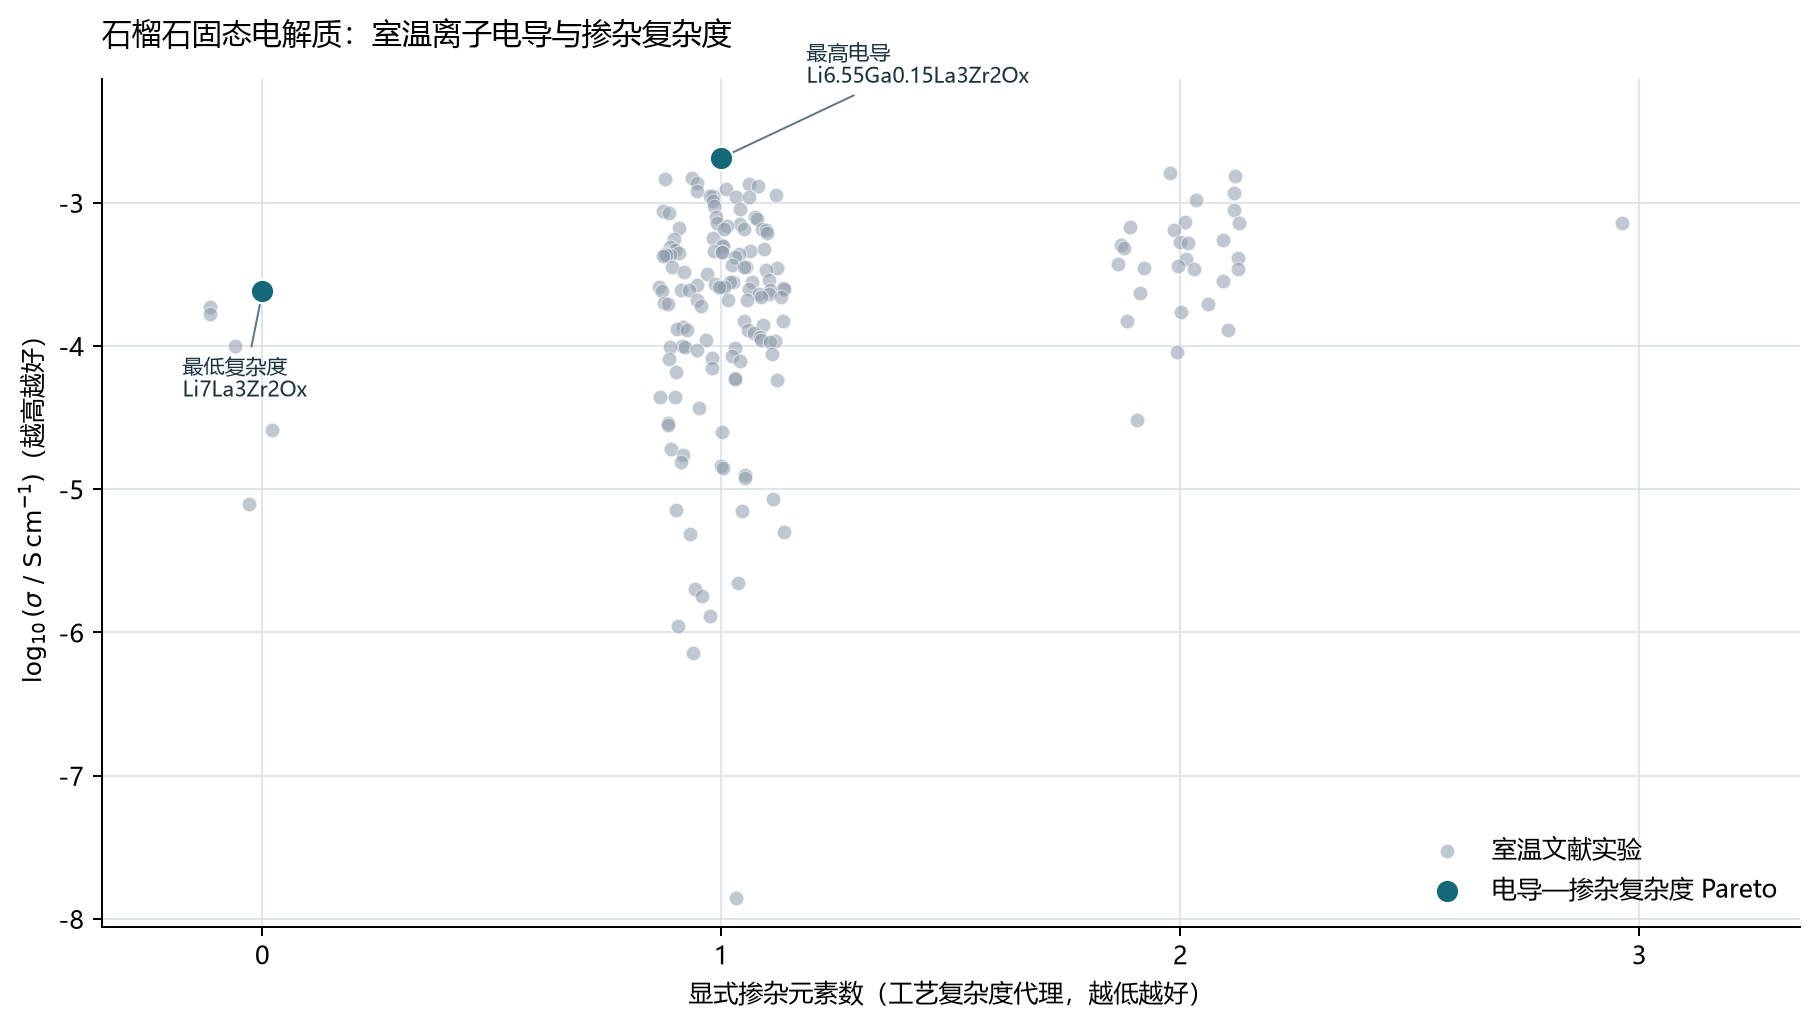 石榴石固态电解质：室温离子电导与掺杂复杂度
最高电导
Li6.55Ga0.15La3Zr2Ox
最低复杂度
Li7La3Zr2Ox
log₁₀(σ / S cm⁻¹)（越高越好）
-3
-4
-5
-6
-7
-8
0
1
2
3
显式掺杂元素数（工艺复杂度代理，越低越好）
室温文献实验
电导—掺杂复杂度 Pareto